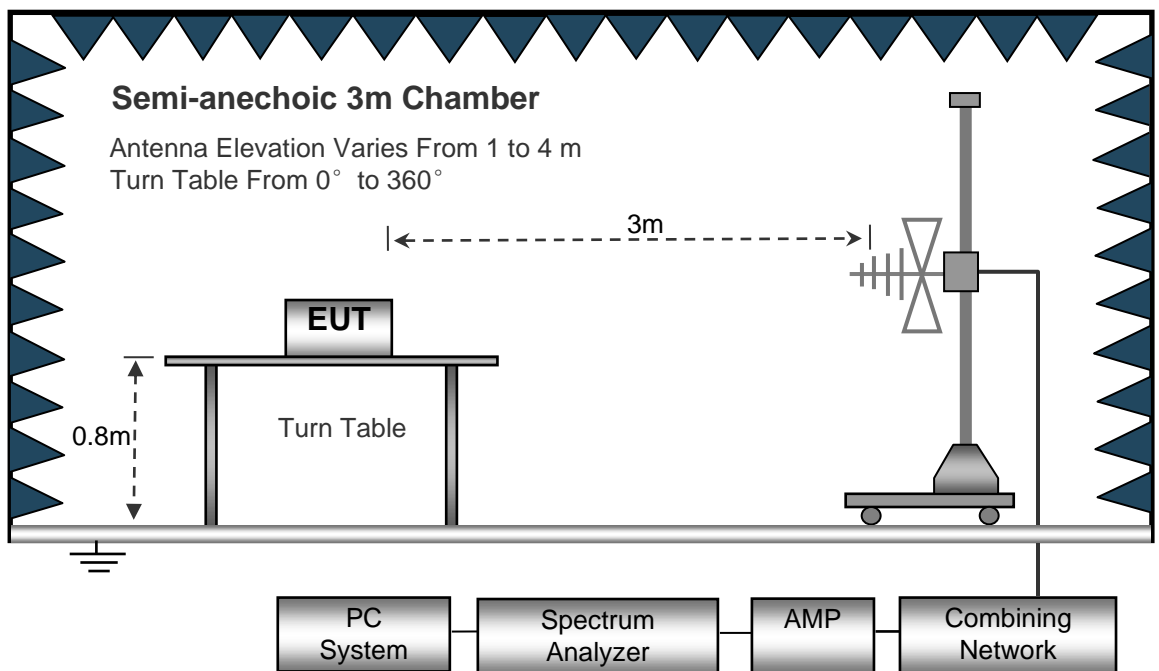 Semi-anechoic 3m Chamber
Antenna Elevation Varies From 1 to 4 m
Turn Table From 0° to 360°
3m
EUT
0.8m
Turn Table
PC
System
Spectrum
Analyzer
AMP
Combining
Network